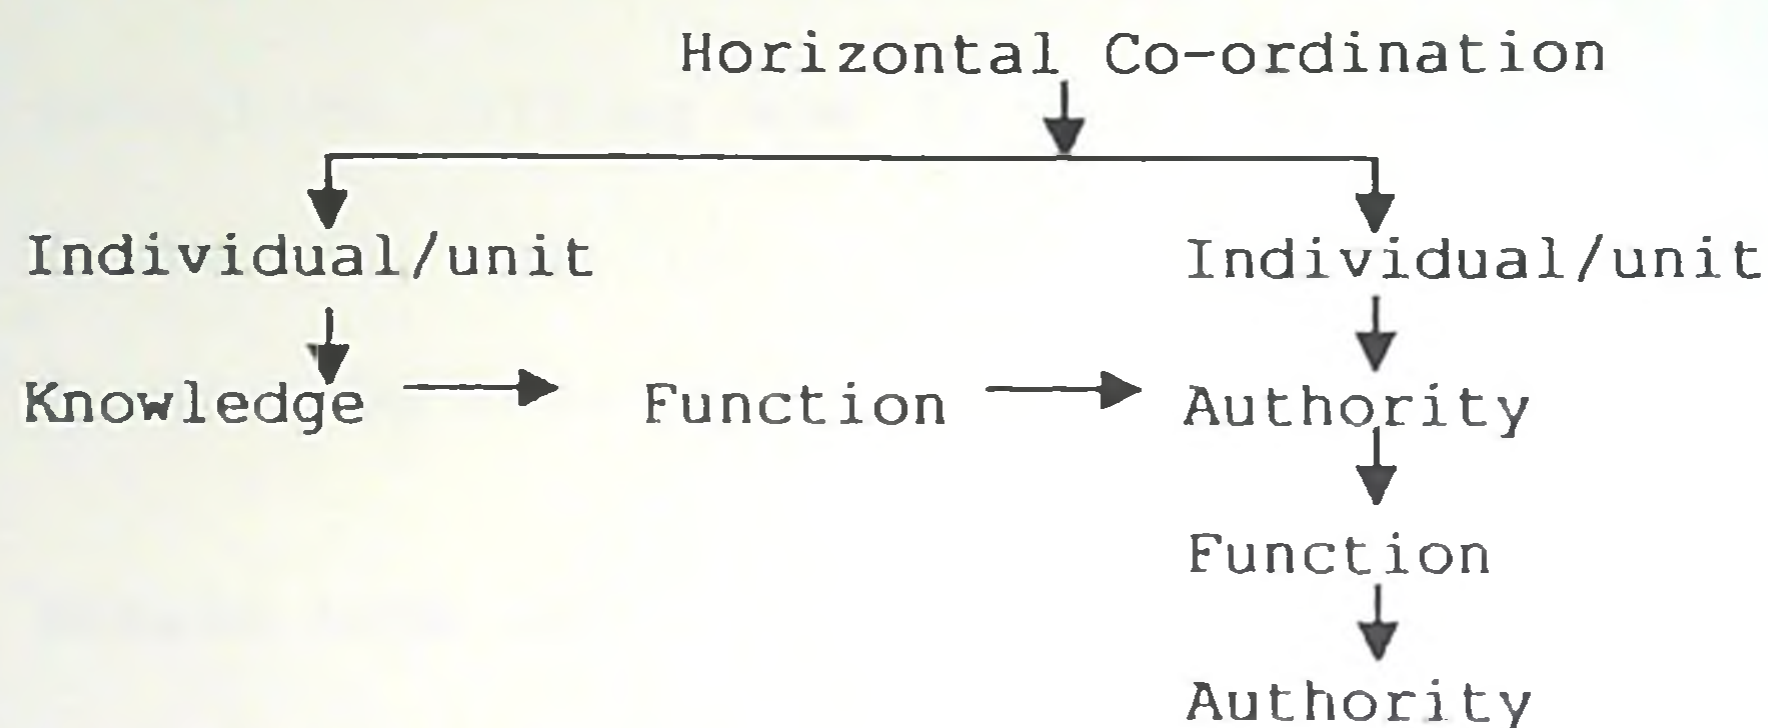 Horizontal Co-ordination
Individual/unit Individual/unit
Knowledge Function Authority
Function
Authority